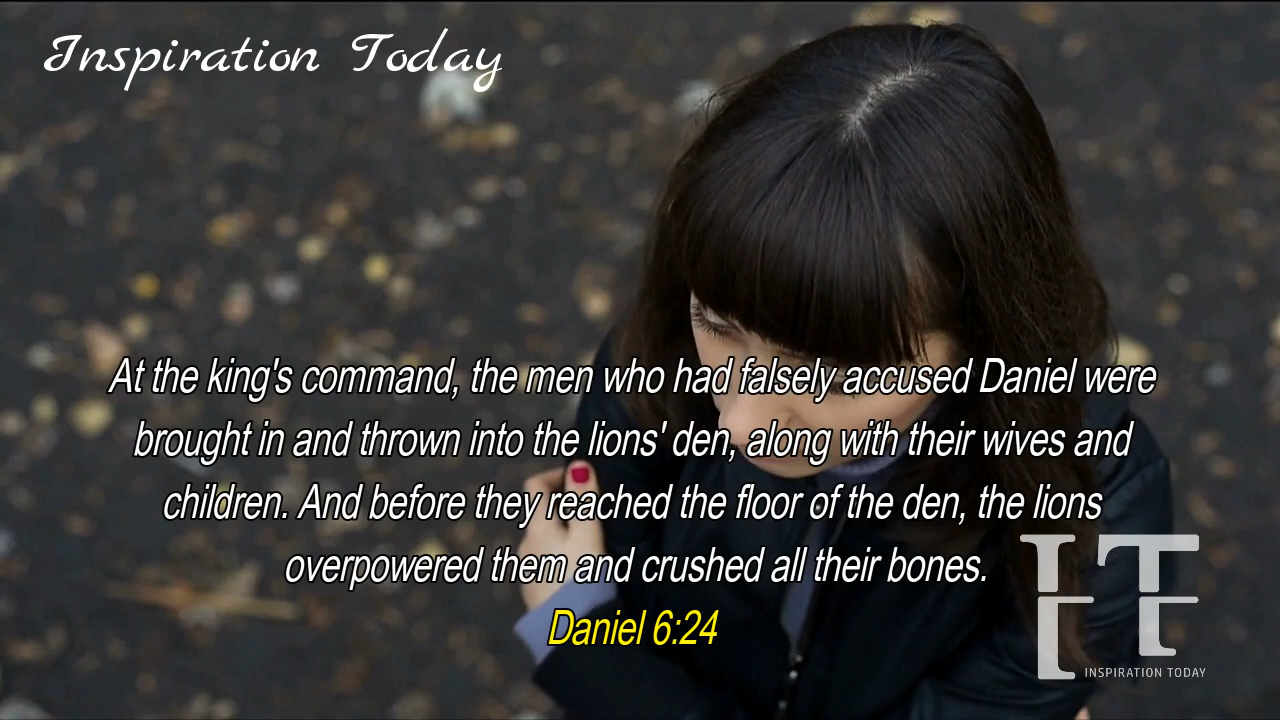 Inspiration Today
At the king's command, the men who had falsely accused Daniel were
brought in and thrown into the lions' den, along with their wives and
children. And before they reached the floor of the den, the lions
overpowered them and crushed all their bones.
Daniel 6:24
IT
INSPIRATION TODAY